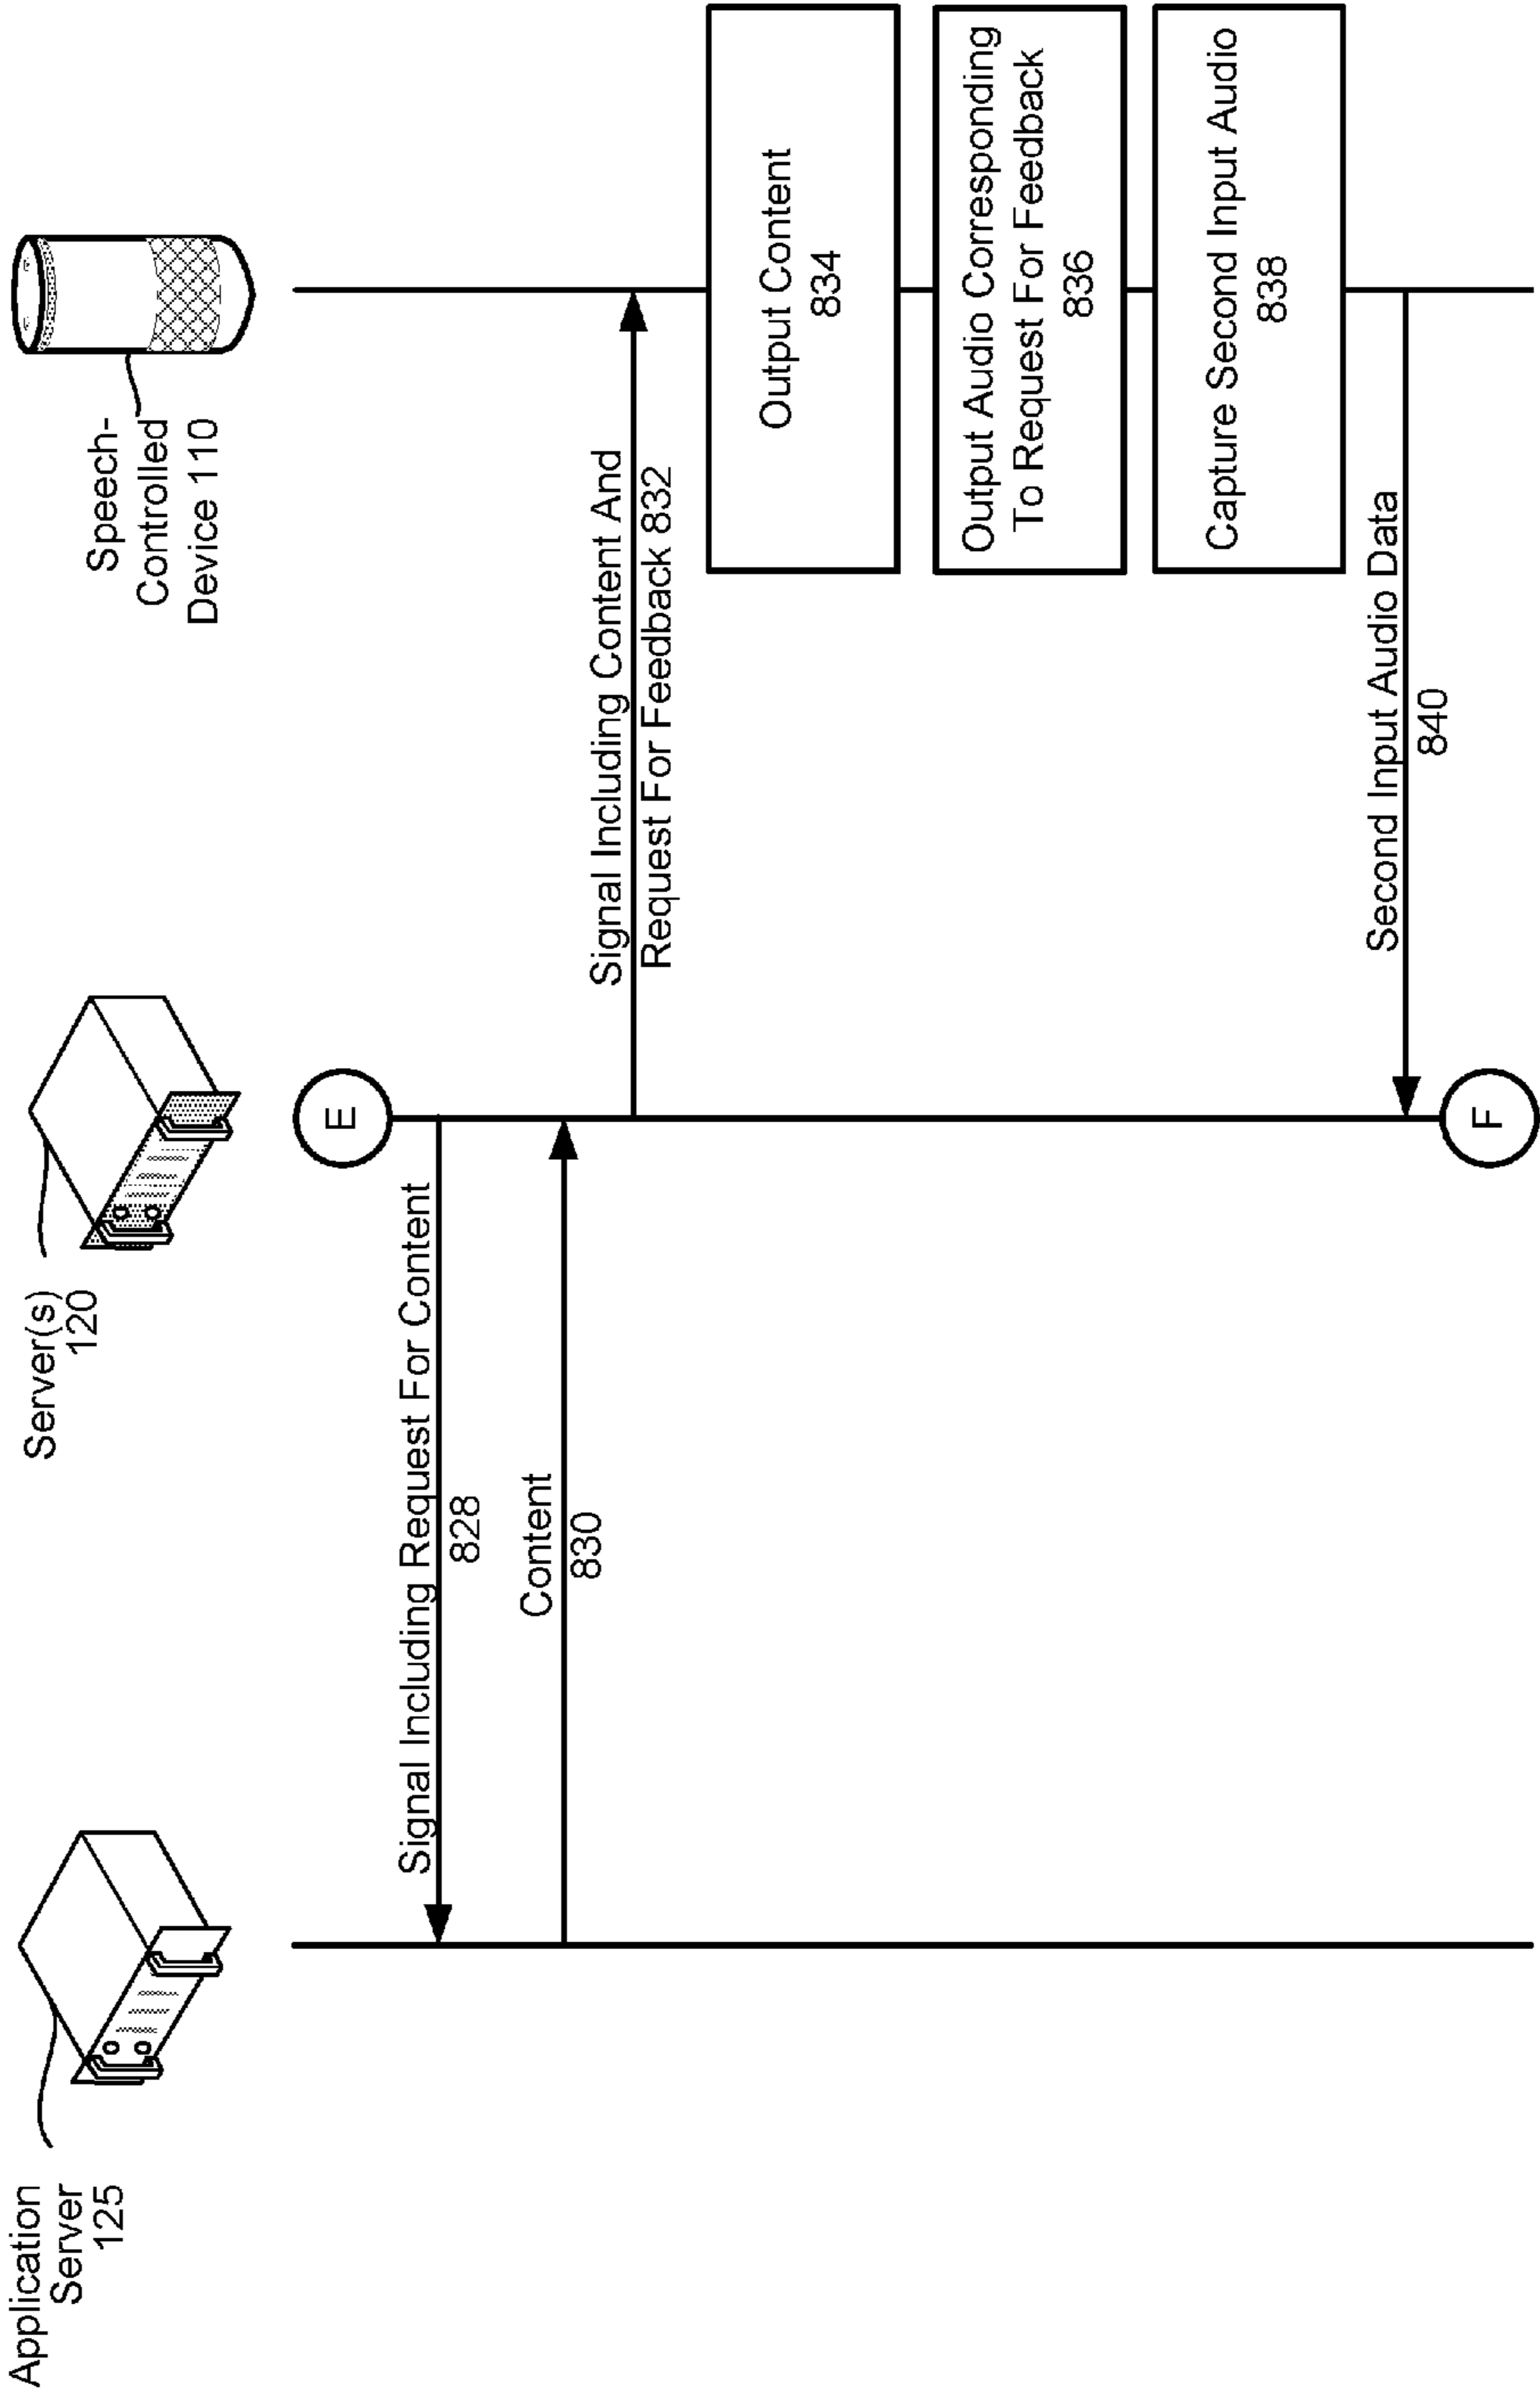 Application
Server
125
Server(s)
120
Speech-
Controlled
Device 110
E
Signal Including Request For Content
828
Content
830
Signal Including Content And
Request For Feedback 832
Output Content
834
Output Audio Corresponding
To Request For Feedback
836
Capture Second Input Audio
838
Second Input Audio Data
840
F